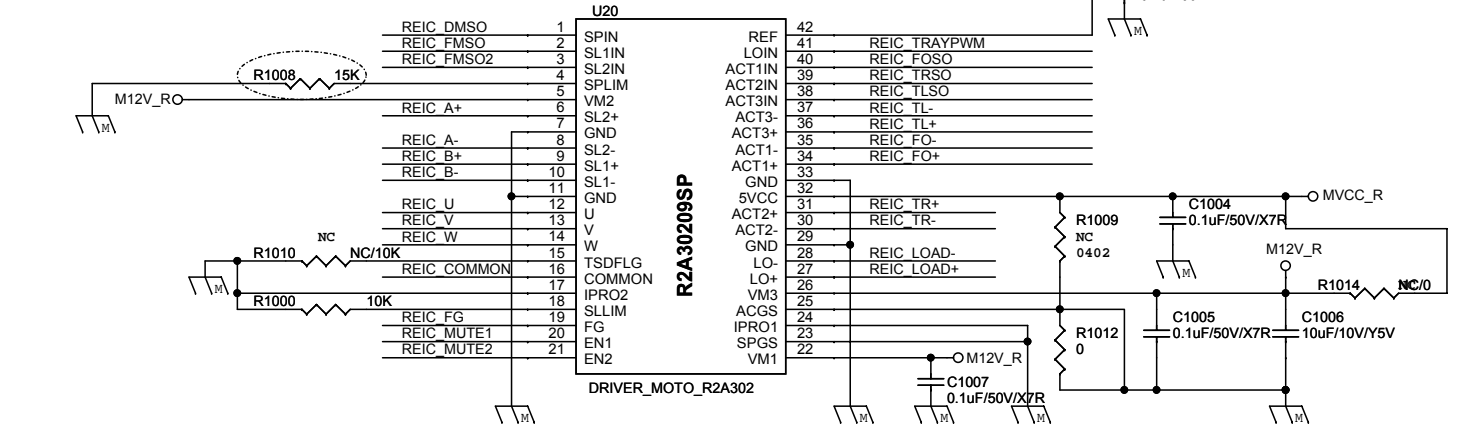 U20
REIC_DMSO 1 SPIN
REIC_FMSO 2 SL1IN
REIC_FMSO2 3 SL2IN
R1008 15K 4 SPLIM
M12V_R 5 VM2
REIC_A+ 6 SL2+
7 GND
REIC_A- 8 SL2-
REIC_B+ 9 SL1+
REIC_B- 10 SL1-
11 GND
REIC_U 12 U
REIC_V 13 V
REIC_W 14 W
NC
R1010 NC/10K 15 TSDFLG
REIC_COMMON 16 COMMON
17 IPRO2
R1000 10K 18 SLLIM
REIC_FG 19 FG
REIC_MUTE1 20 EN1
REIC_MUTE2 21 EN2
R2A30209SP
REF 42
LOIN 41 REIC_TRAYPWM
ACT1IN 40 REIC_FOSO
ACT2IN 39 REIC_TRSO
ACT3IN 38 REIC_TLSO
ACT3- 37 REIC_TL-
ACT3+ 36 REIC_TL+
ACT1- 35 REIC_FO-
ACT1+ 34 REIC_FO+
GND 33
5VCC 32 MVCC_R
ACT2+ 31 REIC_TR+
ACT2- 30 REIC_TR-
GND 29
LO- 28 REIC_LOAD-
LO+ 27 REIC_LOAD+
VM3 26
ACGS 25
IPRO1 24
SPGS 23
VM1 22 M12V_R
DRIVER_MOTO_R2A302
C1007
0.1uF/50V/X7R
R1009
NC
0402
C1004
0.1uF/50V/X7R
M12V_R
R1014 NC/0
R1012
0
C1005
0.1uF/50V/X7R
C1006
10uF/10V/Y5V
M
M
M
M
M
M
M
M
M